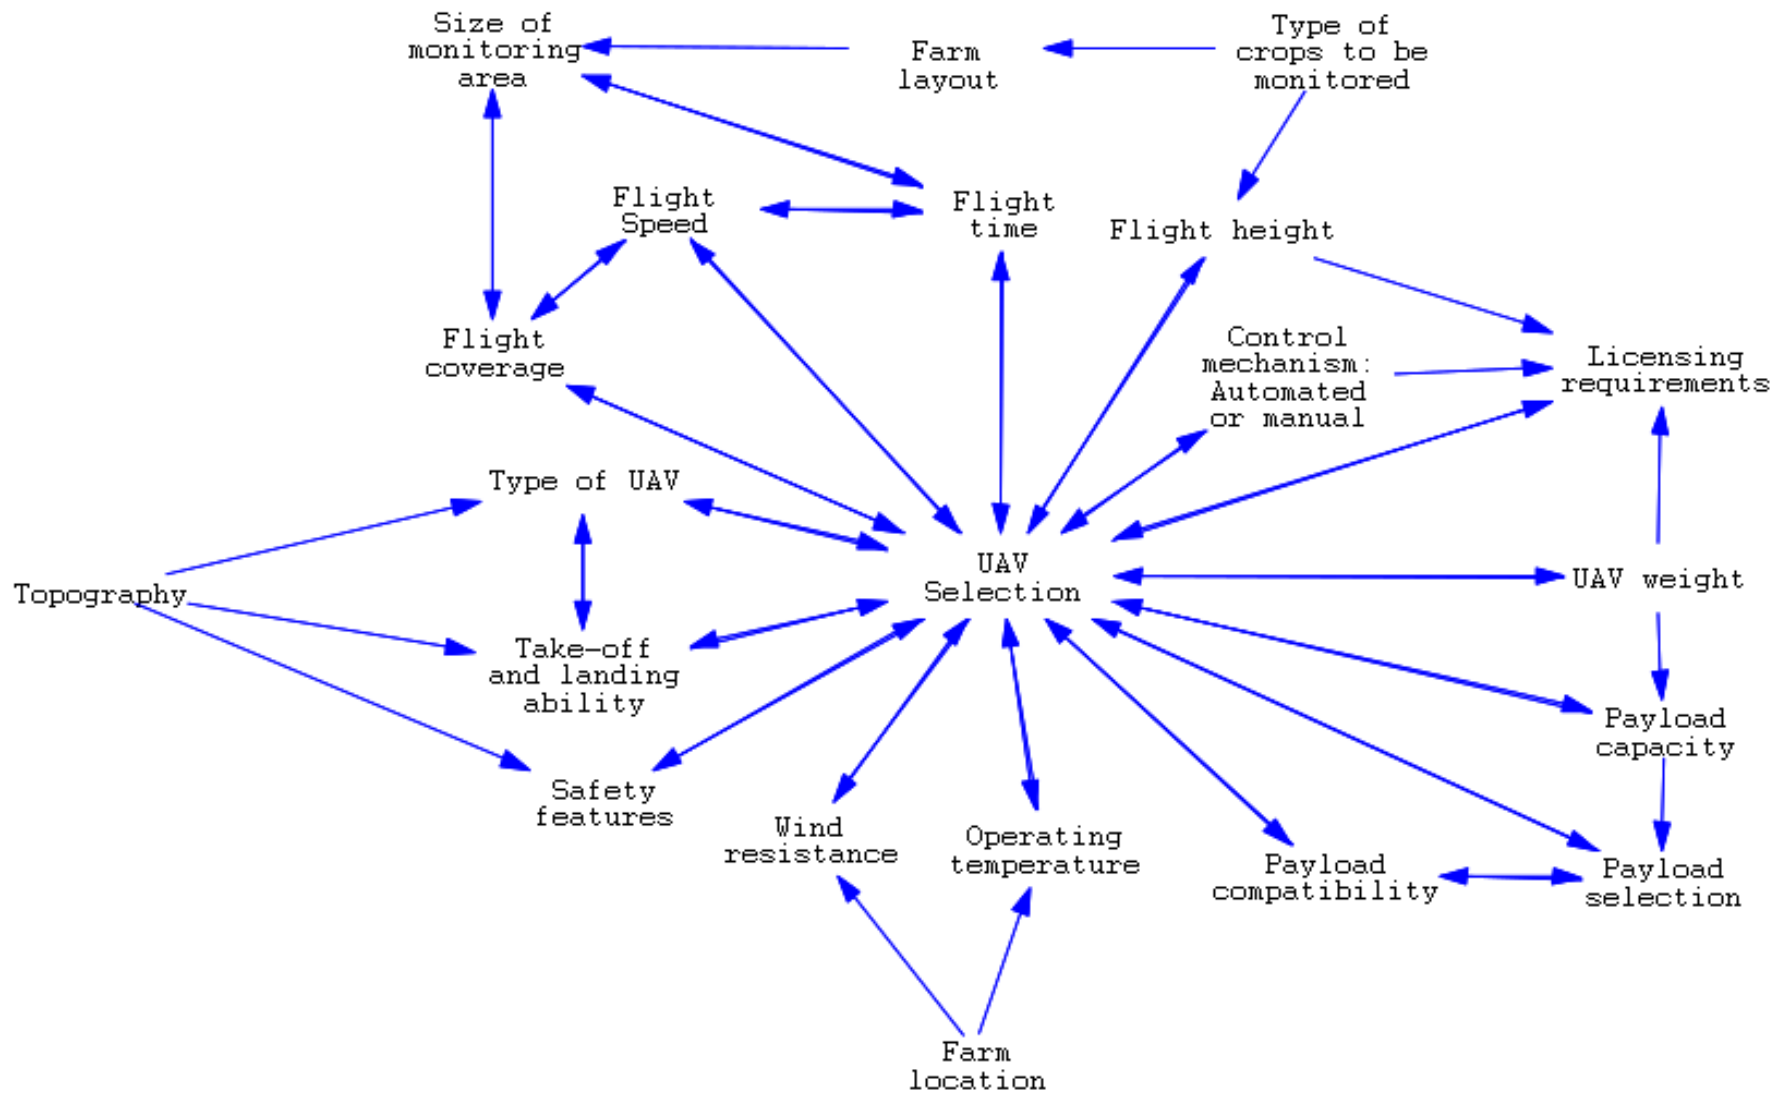 Size of
monitoring
area
Farm
layout
Type of
crops to be
monitored
Flight
Speed
Flight
time
Flight height
Flight
coverage
Control
mechanism:
Automated
or manual
Licensing
requirements
Type of UAV
UAV
Selection
UAV weight
Topography
Take-off
and landing
ability
Payload
capacity
Safety
features
Wind
resistance
Operating
temperature
Payload
compatibility
Payload
selection
Farm
location